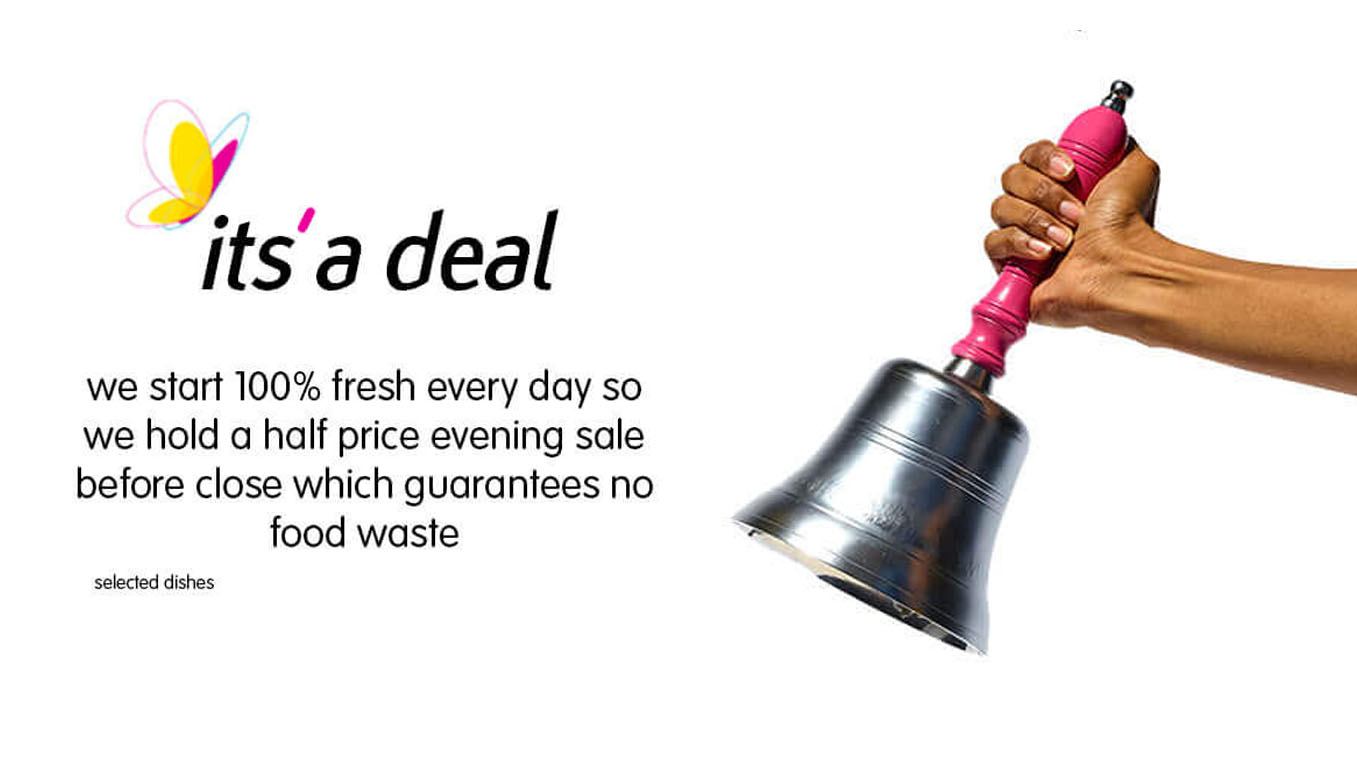 its' a deal
we start 100% fresh every day so
we hold a half price evening sale
before close which guarantees no
food waste
selected dishes